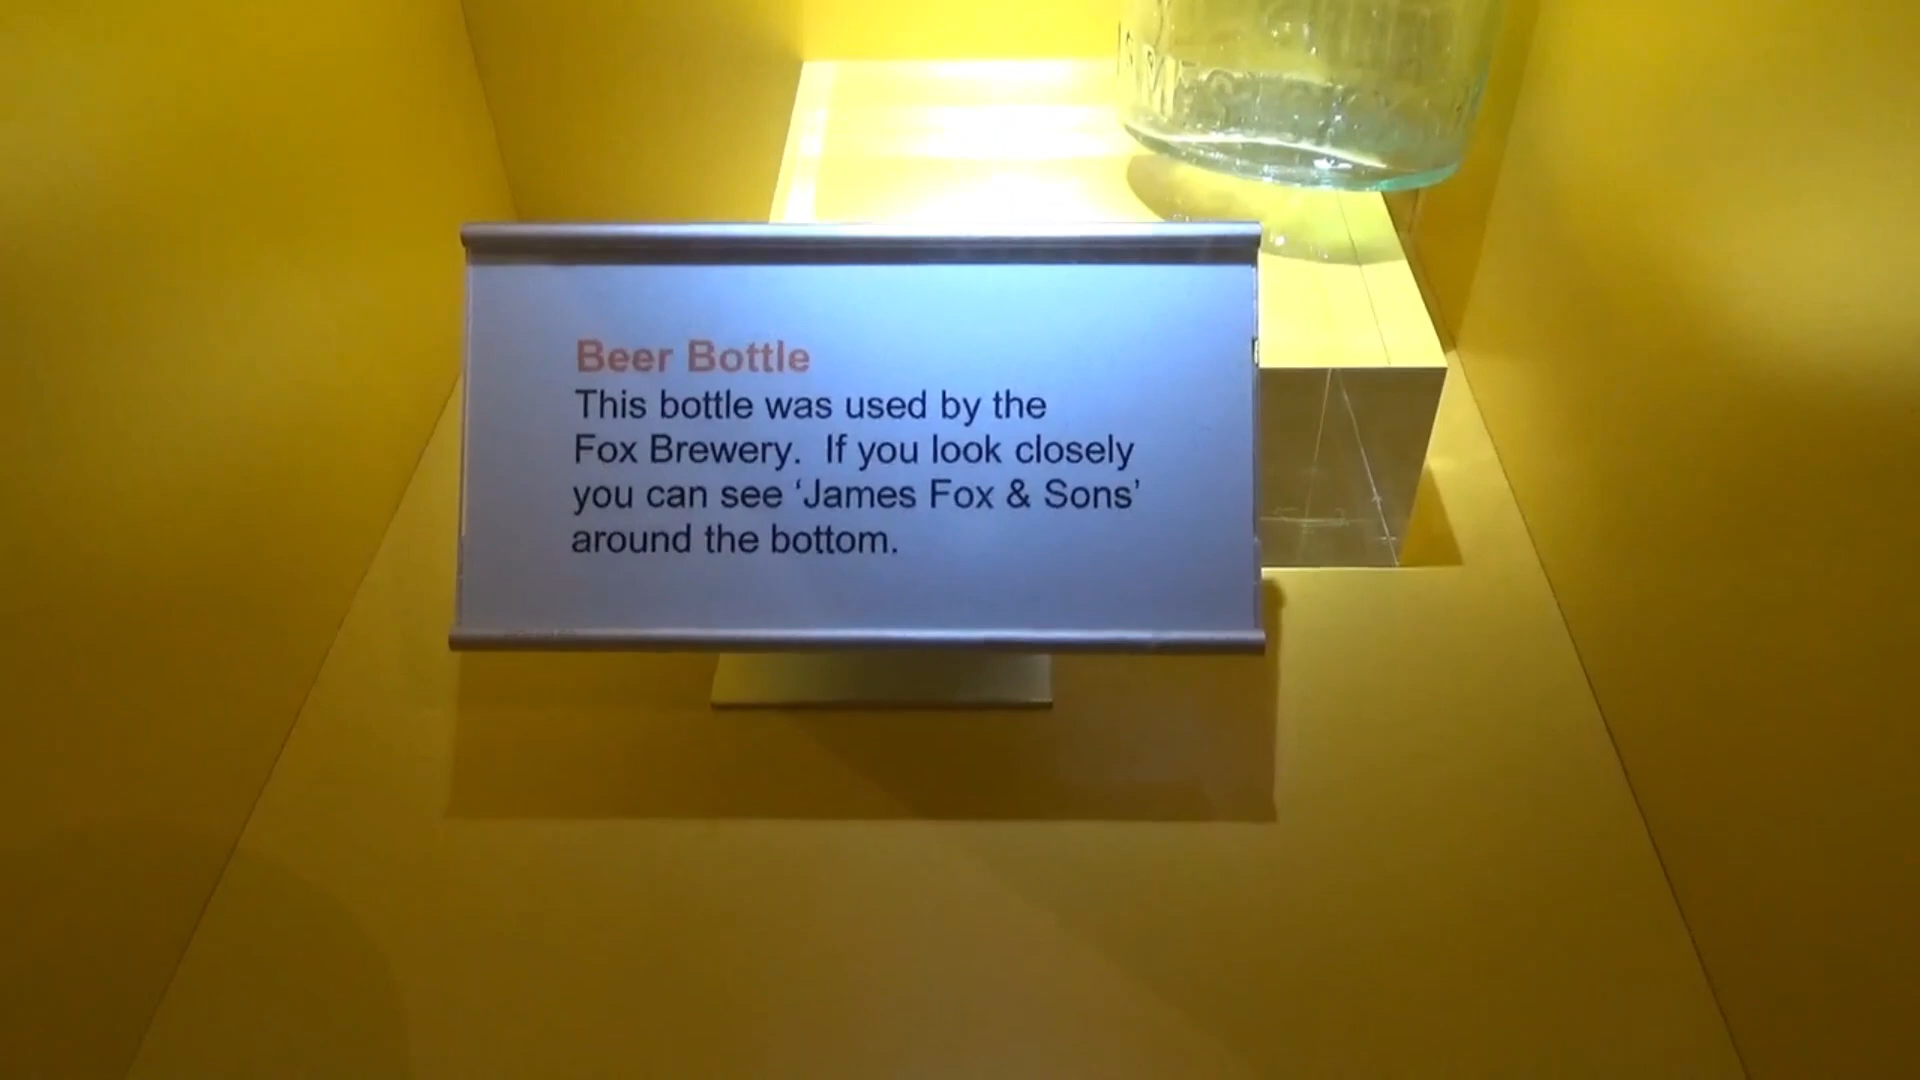 Beer Bottle
This bottle was used by the
Fox Brewery.  If you look closely
you can see ‘James Fox & Sons’
around the bottom.